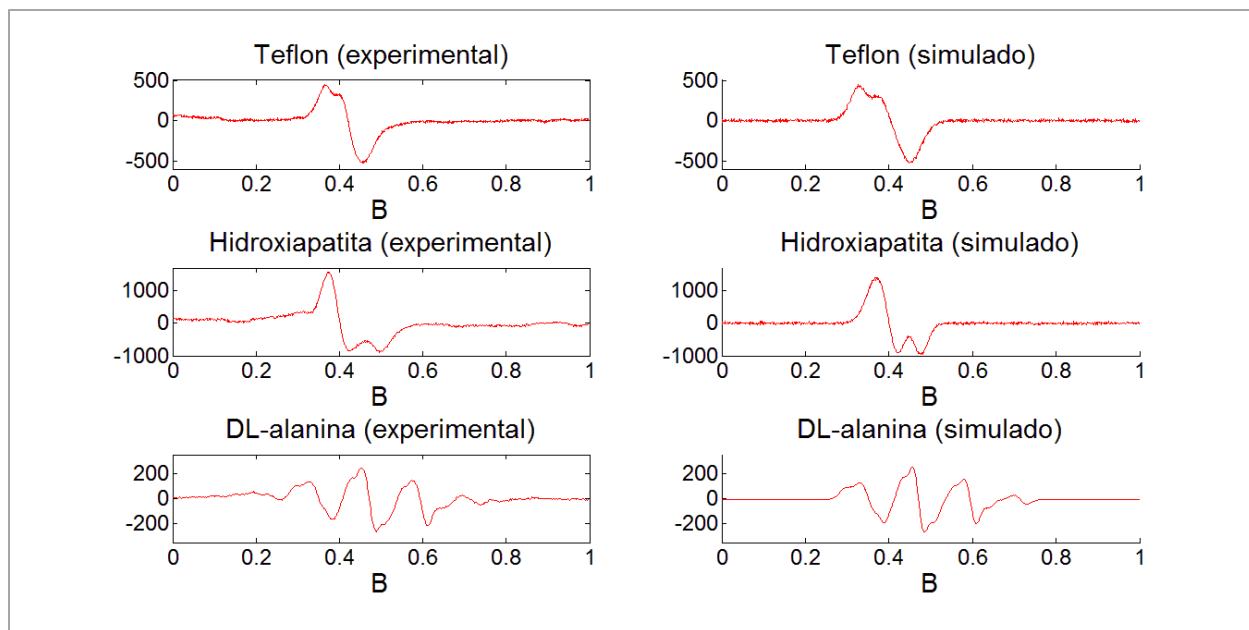 Teflon (experimental)
500
0
-500
0 0.2 0.4 0.6 0.8 1
B
Teflon (simulado)
500
0
-500
0 0.2 0.4 0.6 0.8 1
B
Hidroxiapatita (experimental)
1000
0
-1000
0 0.2 0.4 0.6 0.8 1
B
Hidroxiapatita (simulado)
1000
0
-1000
0 0.2 0.4 0.6 0.8 1
B
DL-alanina (experimental)
200
0
-200
0 0.2 0.4 0.6 0.8 1
B
DL-alanina (simulado)
200
0
-200
0 0.2 0.4 0.6 0.8 1
B